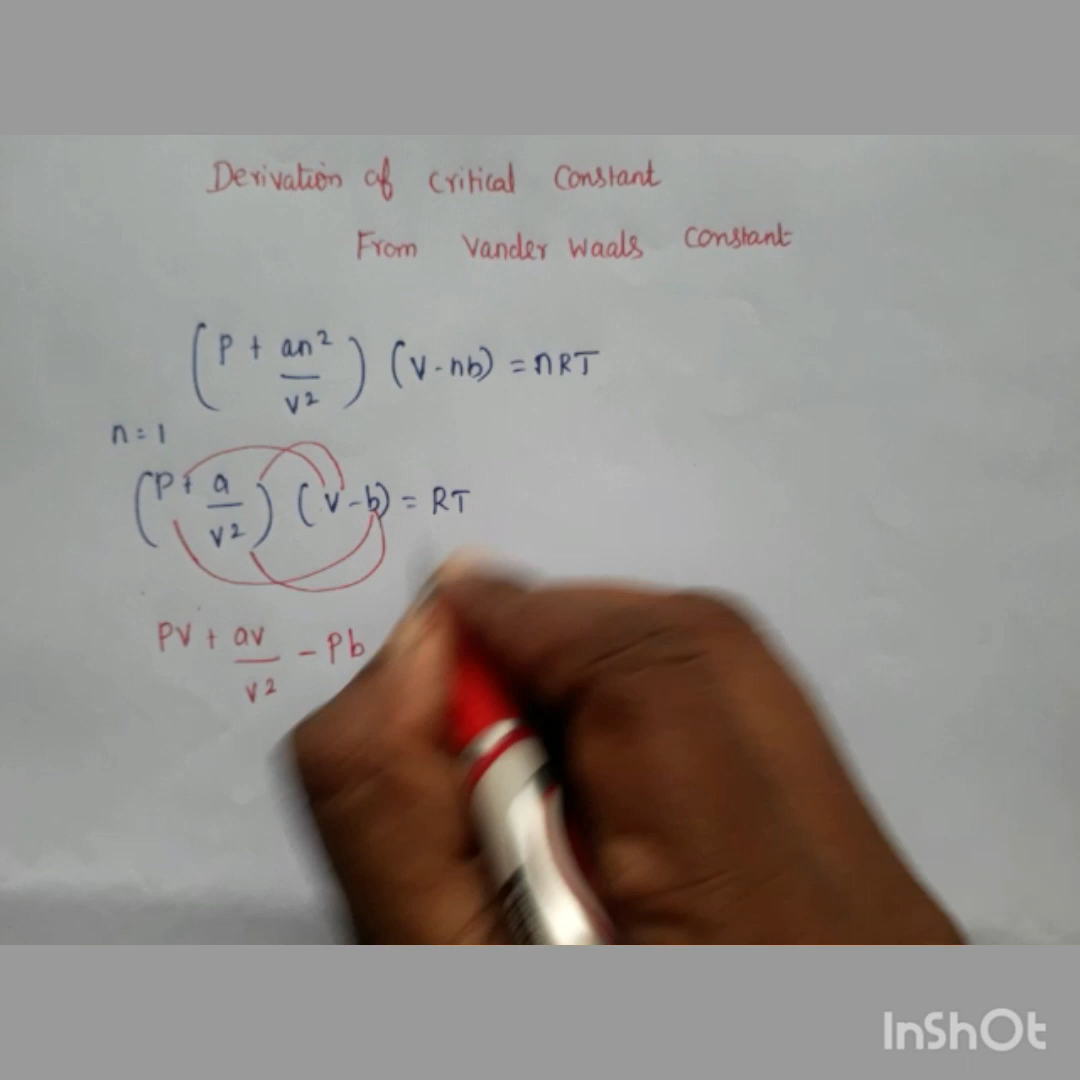 Derivation of critical constant
From Vander Waals constant
(P + an²/v²) (v - nb) = nRT
n = 1
(P + a/v²) (v - b) = RT
PV + av/v² - Pb
InShOt